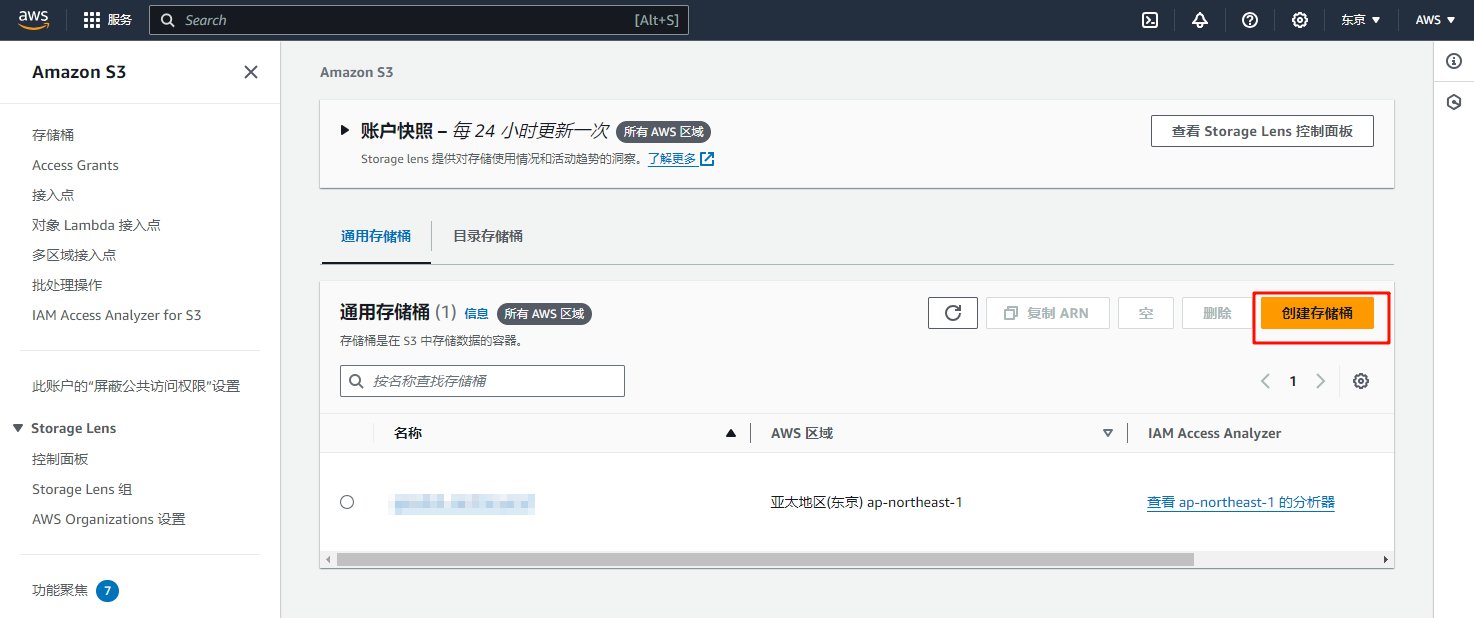 aws 服务 Search [Alt+S] 东京 AWS
Amazon S3
存储桶
Access Grants
接入点
对象 Lambda 接入点
多区域接入点
批处理操作
IAM Access Analyzer for S3
此账户的“屏蔽公共访问权限”设置
Storage Lens
控制面板
Storage Lens 组
AWS Organizations 设置
功能聚焦 7
Amazon S3
账户快照 – 每 24 小时更新一次 所有 AWS 区域
查看 Storage Lens 控制面板
Storage lens 提供对存储使用情况和活动趋势的洞察。了解更多
通用存储桶 目录存储桶
通用存储桶 (1) 信息 所有 AWS 区域
复制 ARN 空 删除 创建存储桶
存储桶是在 S3 中存储数据的容器。
按名称查找存储桶
1
名称 AWS 区域 IAM Access Analyzer
亚太地区(东京) ap-northeast-1 查看 ap-northeast-1 的分析器